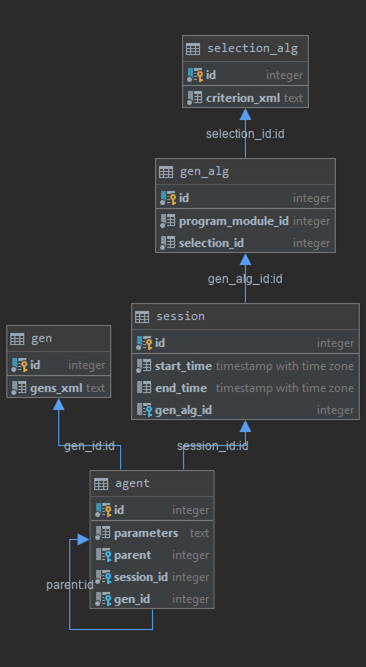 selection_alg
id integer
criterion_xml text
selection_id:id
gen_alg
id integer
program_module_id integer
selection_id integer
gen_alg_id:id
session
id integer
start_time timestamp with time zone
end_time timestamp with time zone
gen_alg_id integer
gen
id integer
gens_xml text
gen_id:id
session_id:id
agent
id integer
parameters text
parent integer
session_id integer
gen_id integer
parent:id